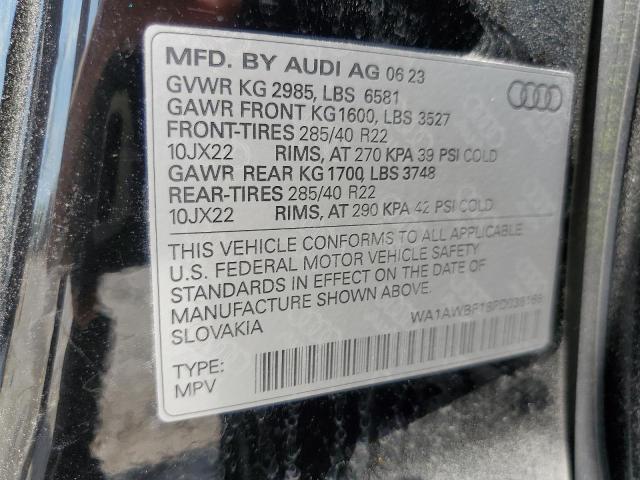 MFD. BY AUDI AG 06 23
GVWR KG 2985, LBS 6581
GAWR FRONT KG1600, LBS 3527
FRONT-TIRES 285/40 R22
10JX22 RIMS, AT 270 KPA 39 PSI COLD
GAWR REAR KG 1700, LBS 3748
REAR-TIRES 285/40 R22
10JX22 RIMS, AT 290 KPA 42 PSI COLD
THIS VEHICLE CONFORMS TO ALL APPLICABLE
U.S. FEDERAL MOTOR VEHICLE SAFETY
STANDARDS IN EFFECT ON THE DATE OF
MANUFACTURE SHOWN ABOVE.
SLOVAKIA
TYPE:
MPV